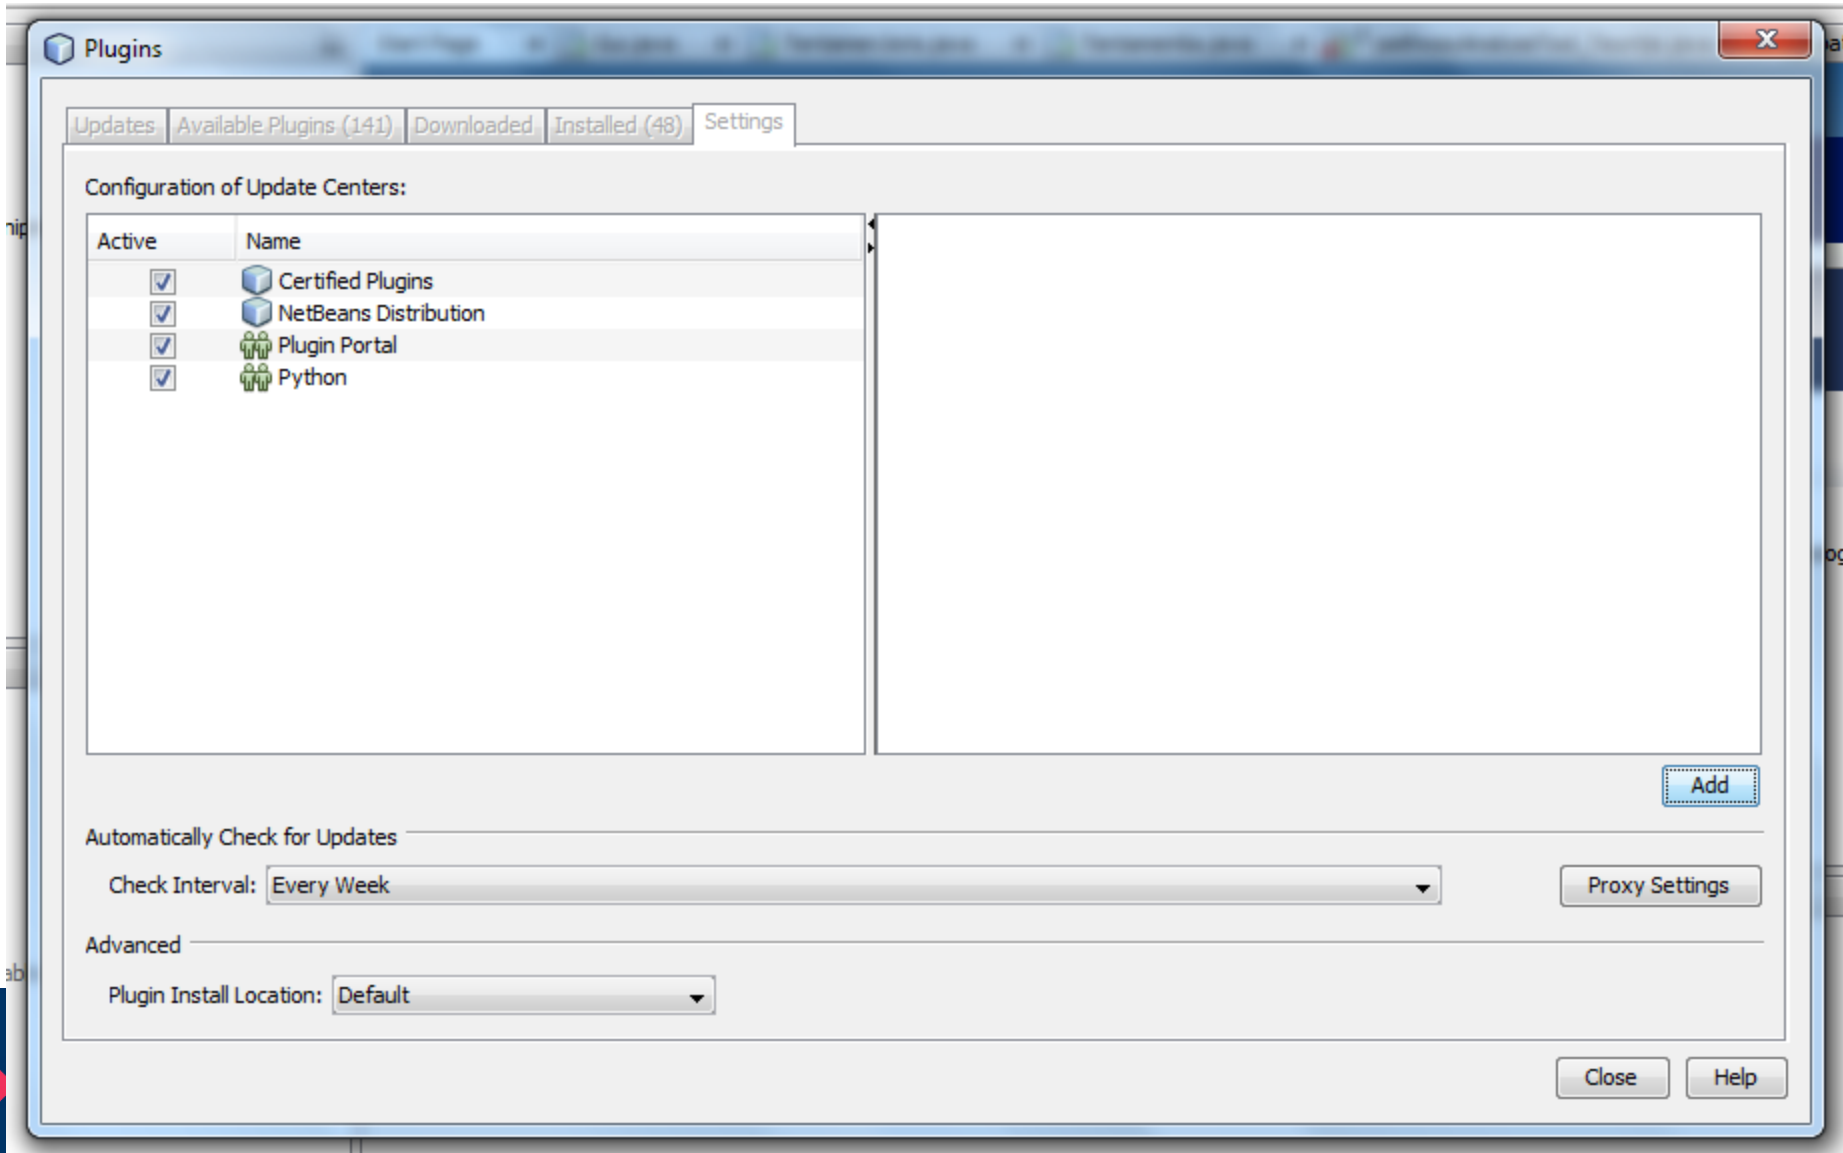 Plugins
Updates Available Plugins (141) Downloaded Installed (48) Settings
Configuration of Update Centers:
Active Name
Certified Plugins
NetBeans Distribution
Plugin Portal
Python
Add
Automatically Check for Updates
Check Interval: Every Week Proxy Settings
Advanced
Plugin Install Location: Default
Close Help